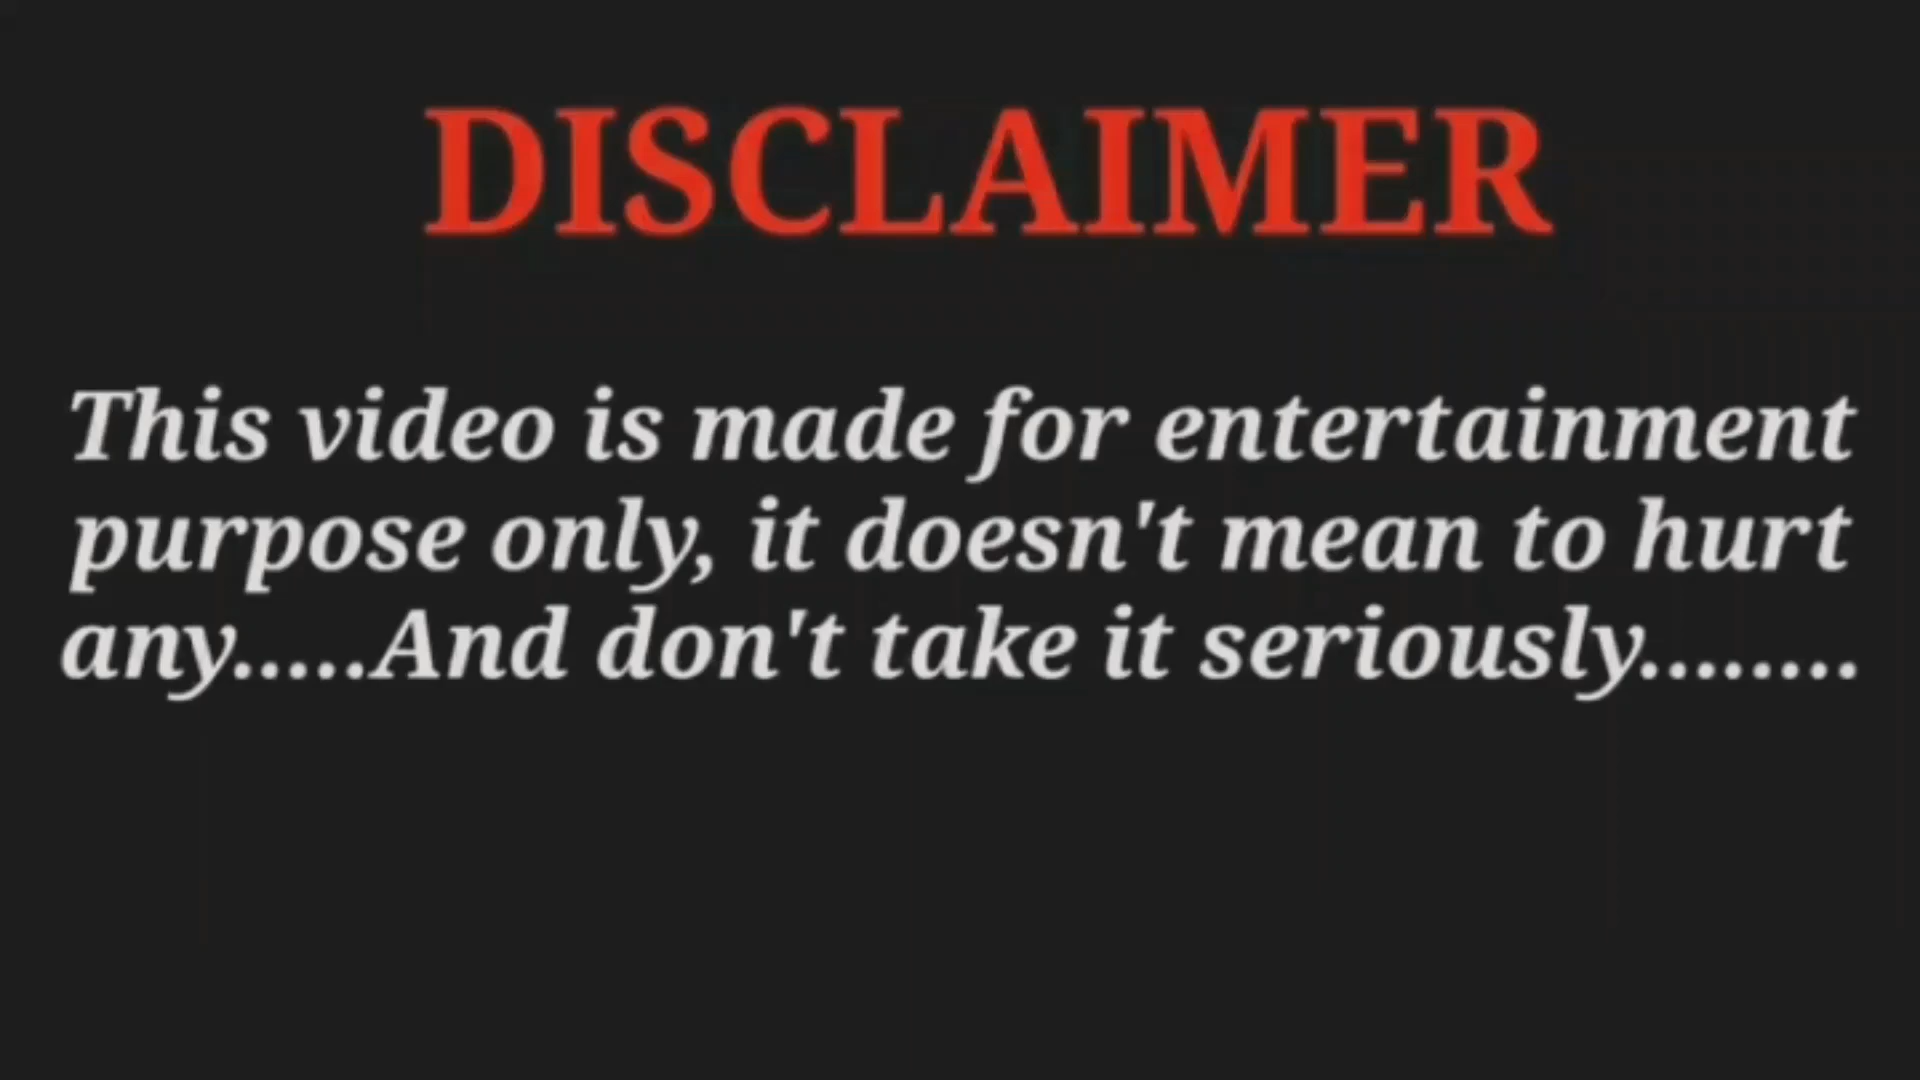 DISCLAIMER
This video is made for entertainment
purpose only, it doesn't mean to hurt
any.....And don't take it seriously........